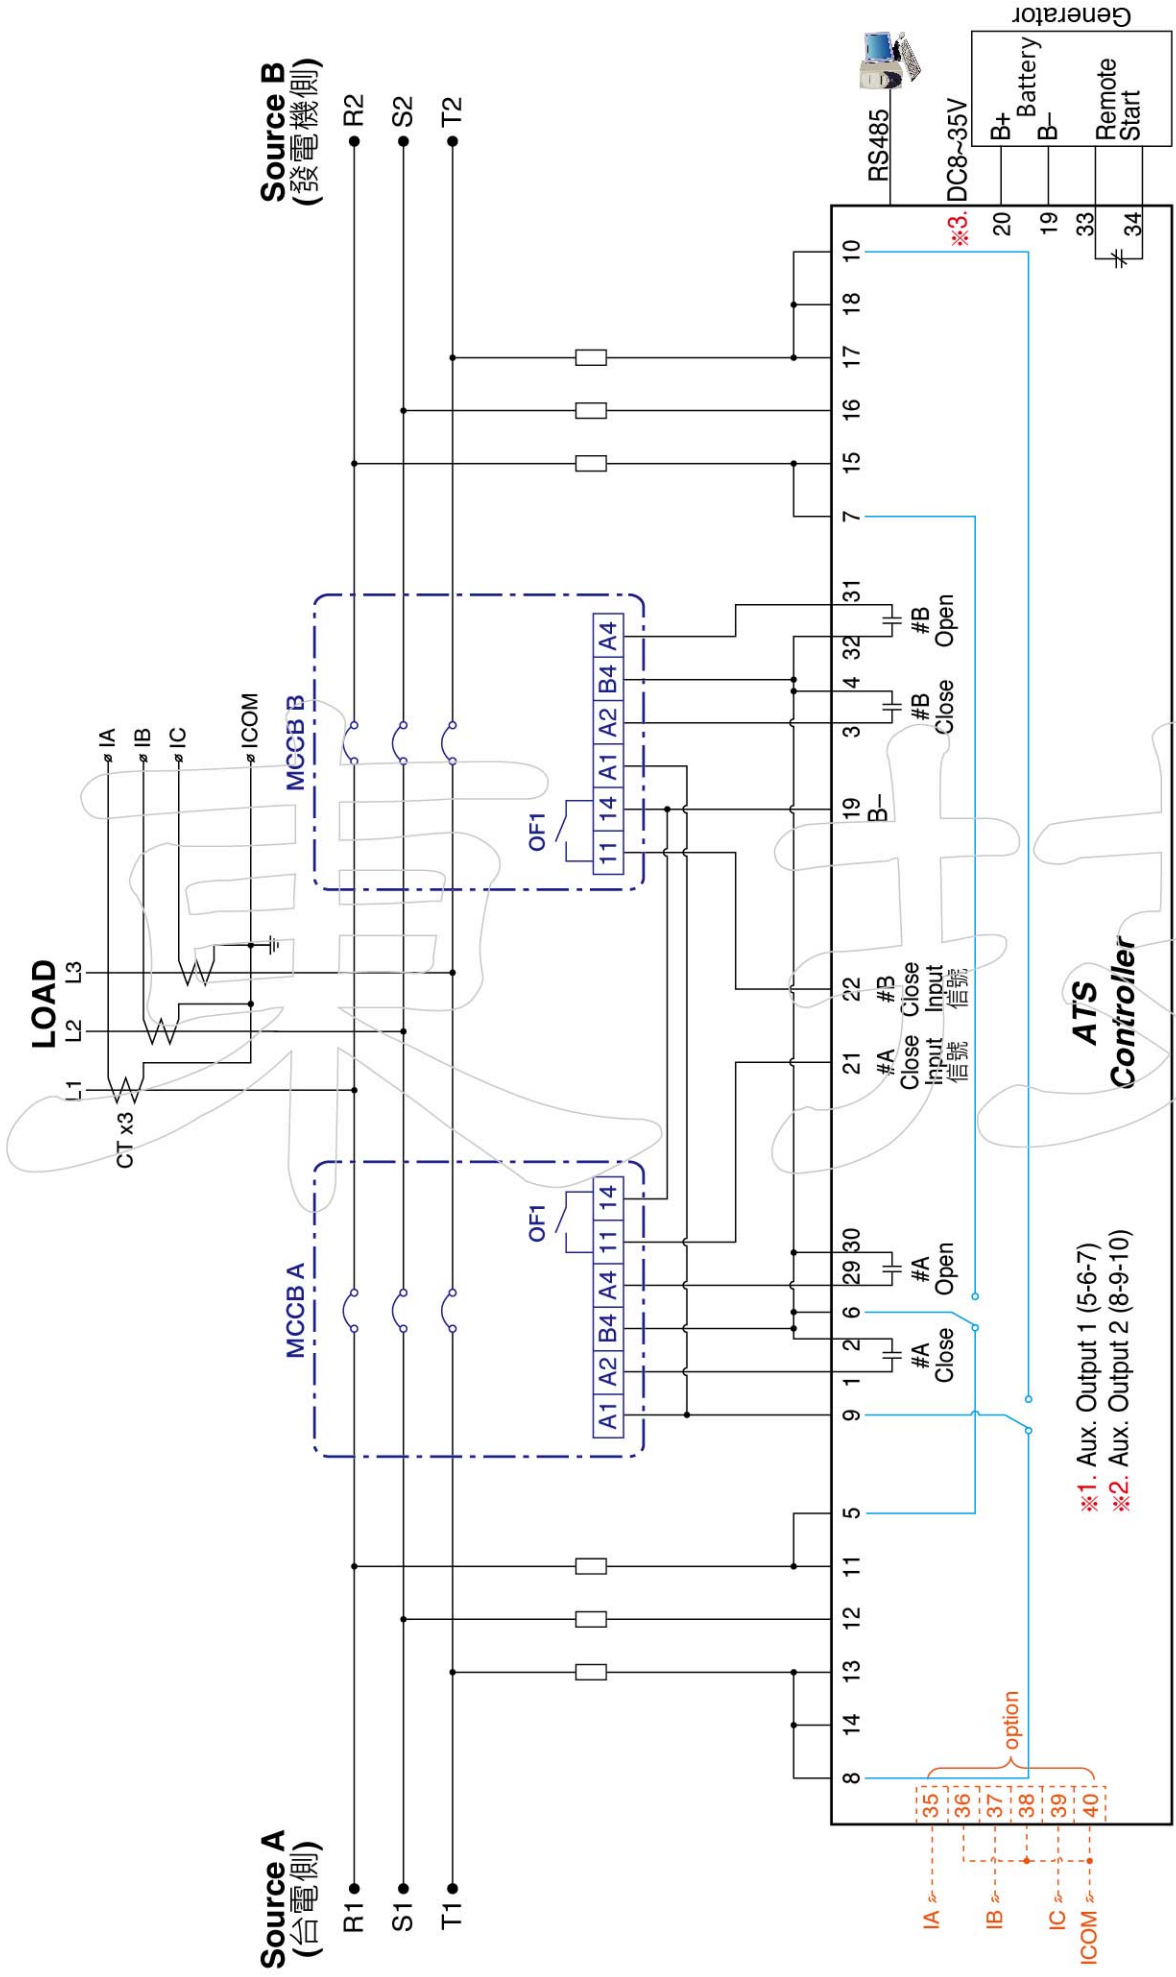 Source A
(台電側)
R1
S1
T1
LOAD
L1
L2
L3
CT x3
IA
IB
IC
ICOM
Source B
(發電機側)
R2
S2
T2
MCCB A
OF1
A1 A2 B4 A4 11 14
MCCB B
OF1
11 14 A1 A2 B4 A4
8 14 13 12 11 5 9 1 2 6 29 30 21 22 19 3 4 32 31 7 15 16 17 18 10
#A
Close
#A
Open
#A
Close
Input
信號
#B
Close
Input
信號
B−
#B
Close
#B
Open
RS485
※3. DC8~35V
20 B+
Battery
19 B−
33 Remote
34 Start
Generator
ATS
Controller
※1. Aux. Output 1 (5-6-7)
※2. Aux. Output 2 (8-9-10)
option
35
36
37
38
39
40
IA
IB
IC
ICOM
東
崎